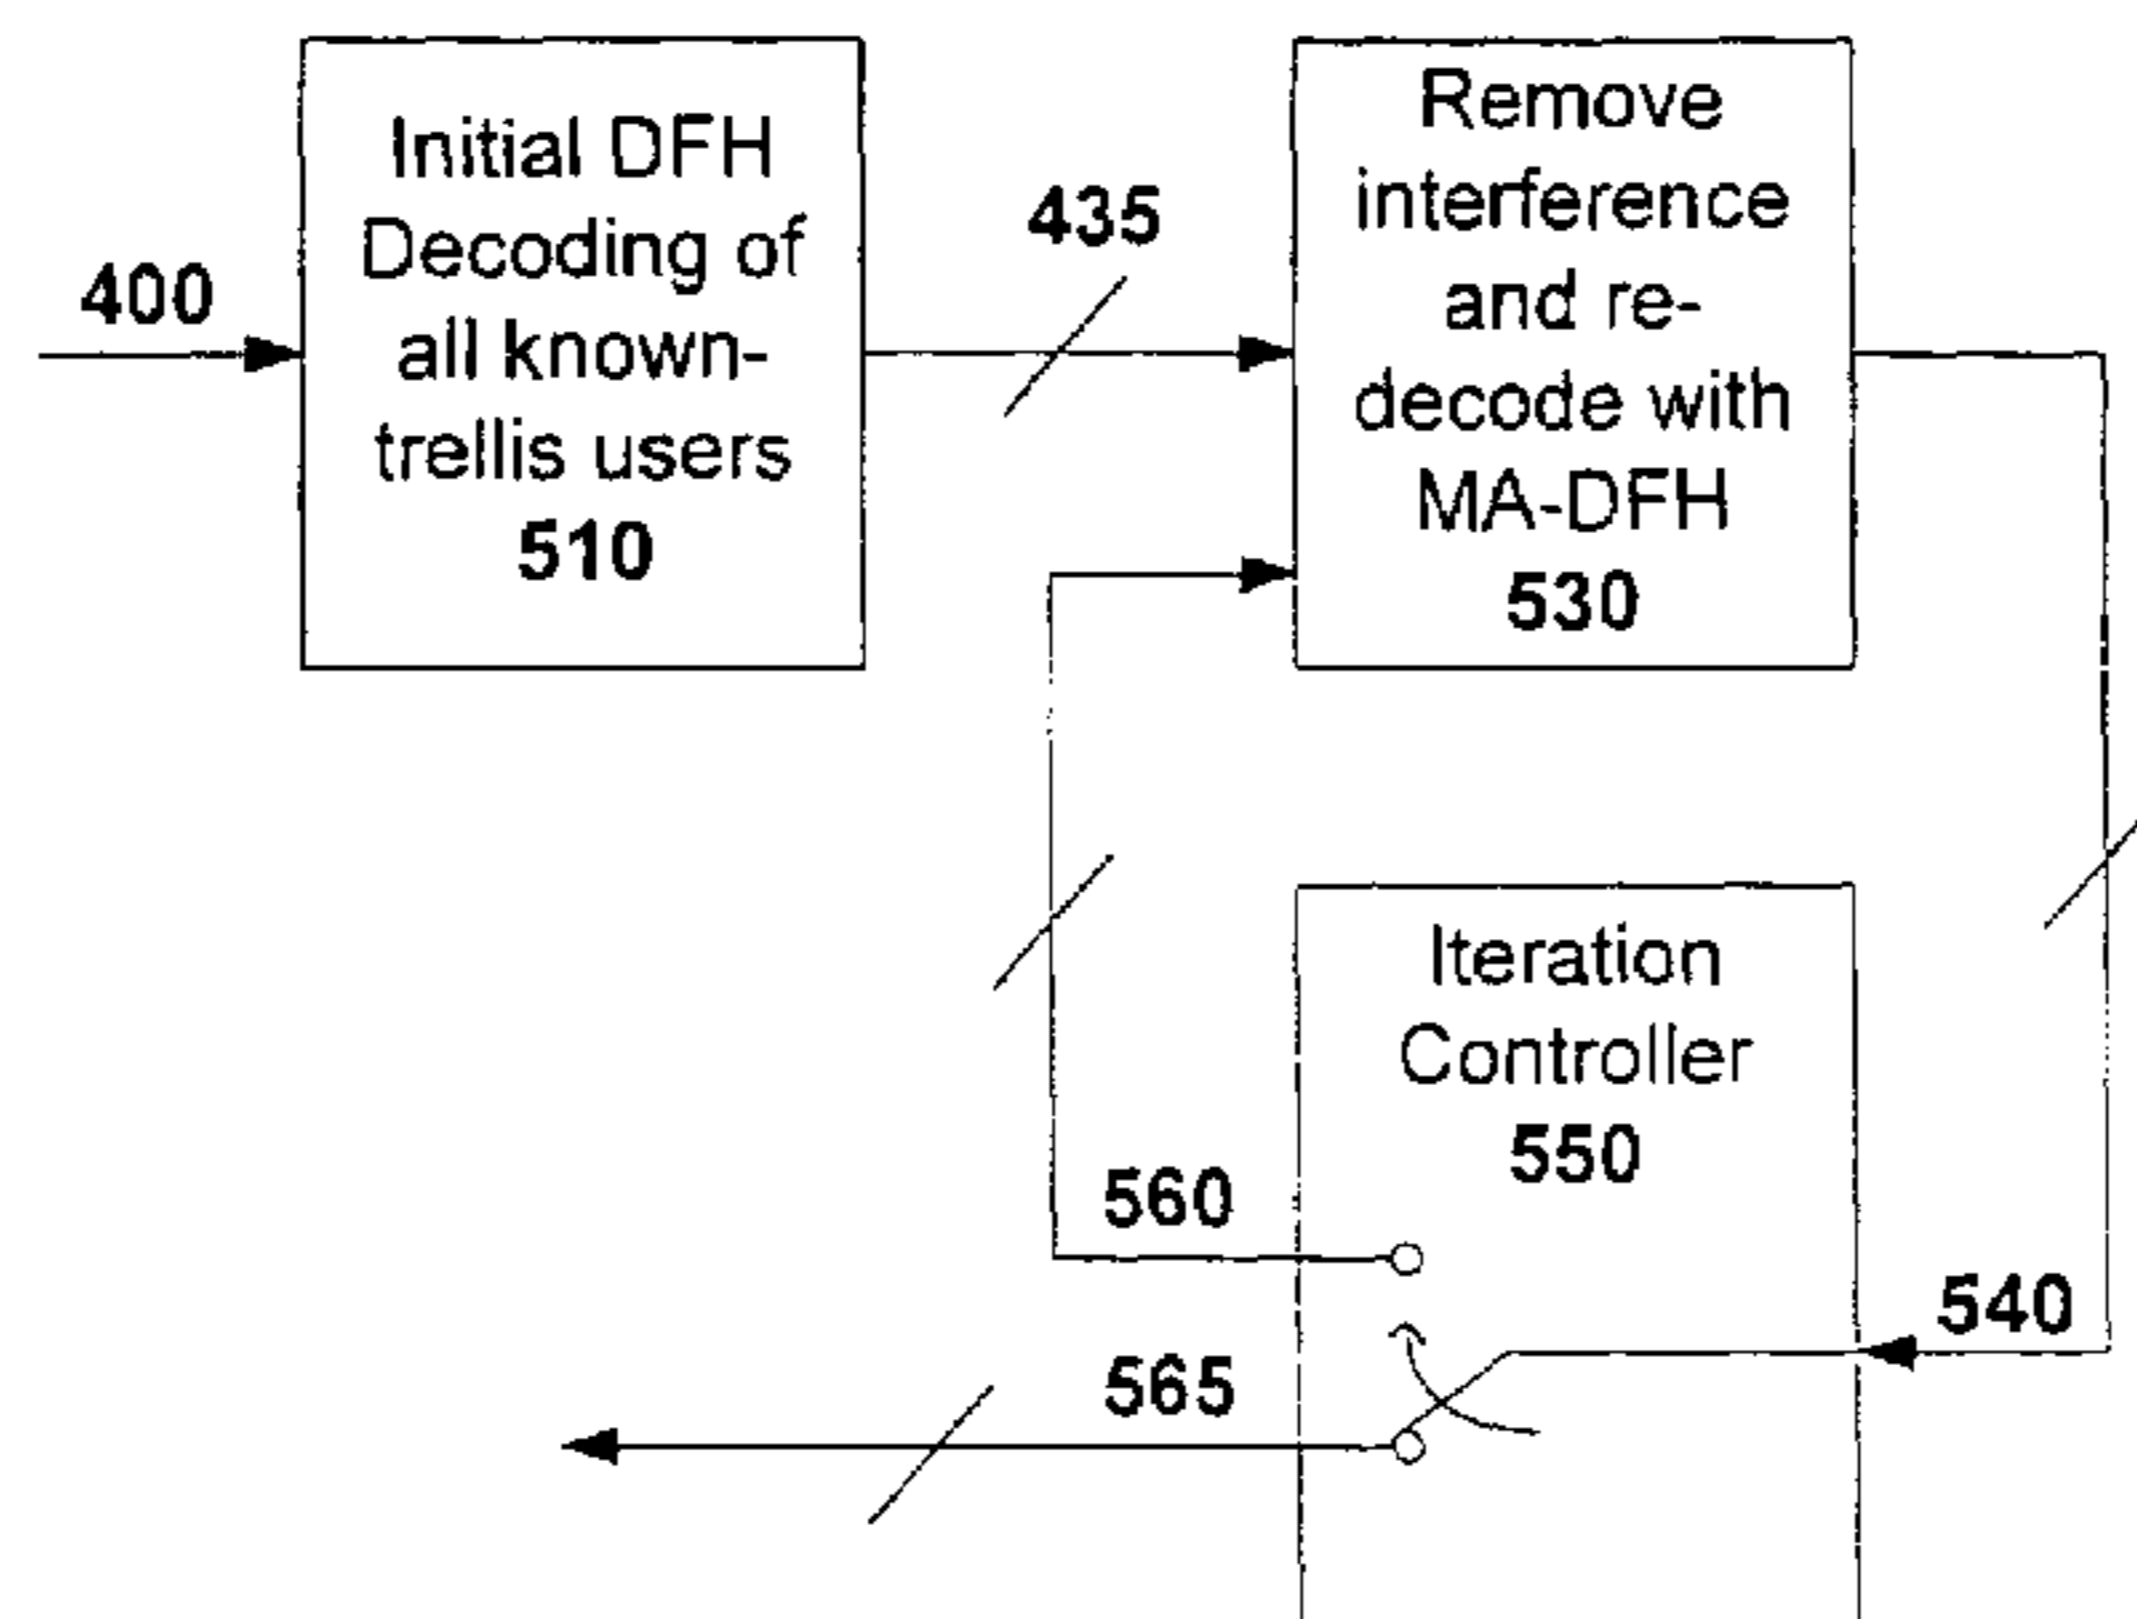 400
Initial DFH
Decoding of
all known-
trellis users
510
435
Remove
interference
and re-
decode with
MA-DFH
530
Iteration
Controller
550
560
540
565